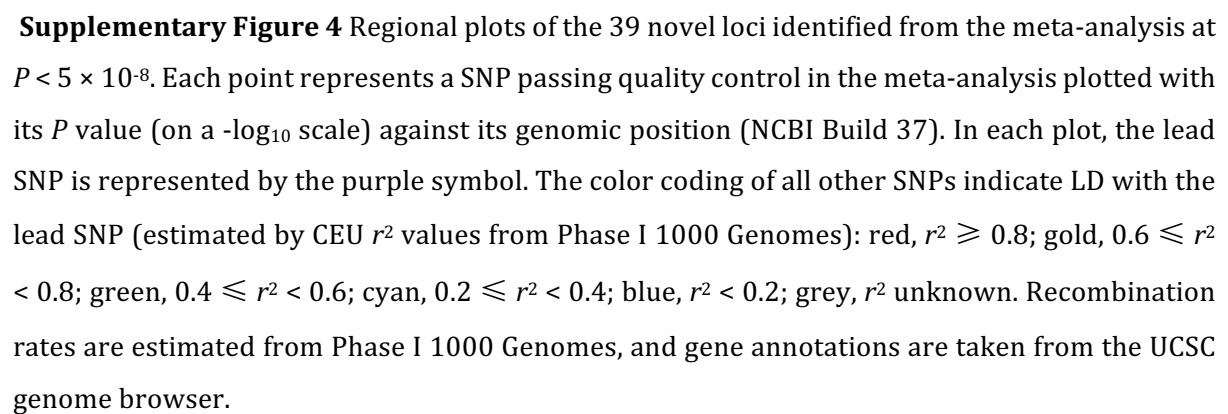 Supplementary Figure 4 Regional plots of the 39 novel loci identified from the meta-analysis at
P < 5 × 10-8. Each point represents a SNP passing quality control in the meta-analysis plotted with
its P value (on a -log10 scale) against its genomic position (NCBI Build 37). In each plot, the lead
SNP is represented by the purple symbol. The color coding of all other SNPs indicate LD with the
lead SNP (estimated by CEU r2 values from Phase I 1000 Genomes): red, r2 ⩾ 0.8; gold, 0.6 ⩽ r2
< 0.8; green, 0.4 ⩽ r2 < 0.6; cyan, 0.2 ⩽ r2 < 0.4; blue, r2 < 0.2; grey, r2 unknown. Recombination
rates are estimated from Phase I 1000 Genomes, and gene annotations are taken from the UCSC
genome browser.